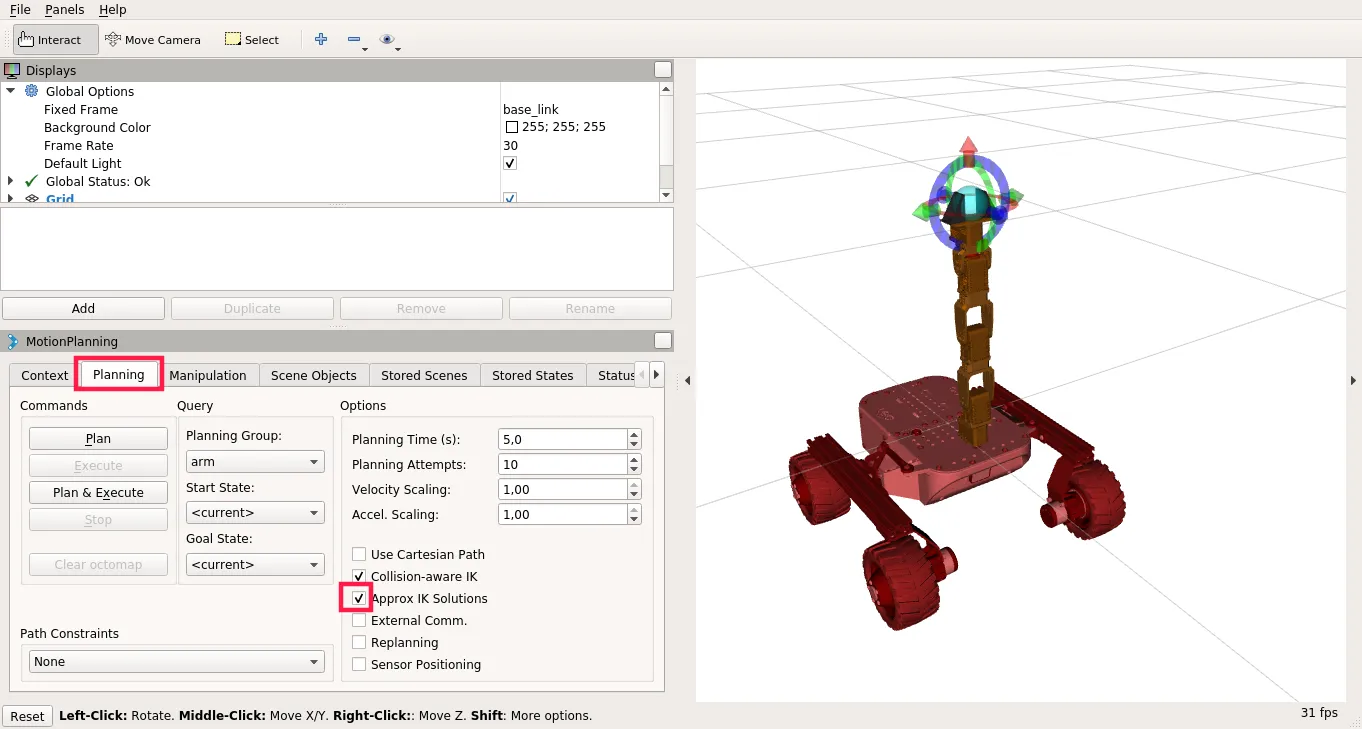 File Panels Help
Interact Move Camera Select
Displays
Global Options
Fixed Frame base_link
Background Color 255; 255; 255
Frame Rate 30
Default Light
Global Status: Ok
Grid
Add Duplicate Remove Rename
MotionPlanning
Context Planning Manipulation Scene Objects Stored Scenes Stored States Status
Commands Query Options
Plan
Execute
Plan & Execute
Stop
Clear octomap
Planning Group:
arm
Start State:
<current>
Goal State:
<current>
Planning Time (s): 5,0
Planning Attempts: 10
Velocity Scaling: 1,00
Accel. Scaling: 1,00
Use Cartesian Path
Collision-aware IK
Approx IK Solutions
External Comm.
Replanning
Sensor Positioning
Path Constraints
None
Reset Left-Click: Rotate. Middle-Click: Move X/Y. Right-Click:: Move Z. Shift: More options. 31 fps